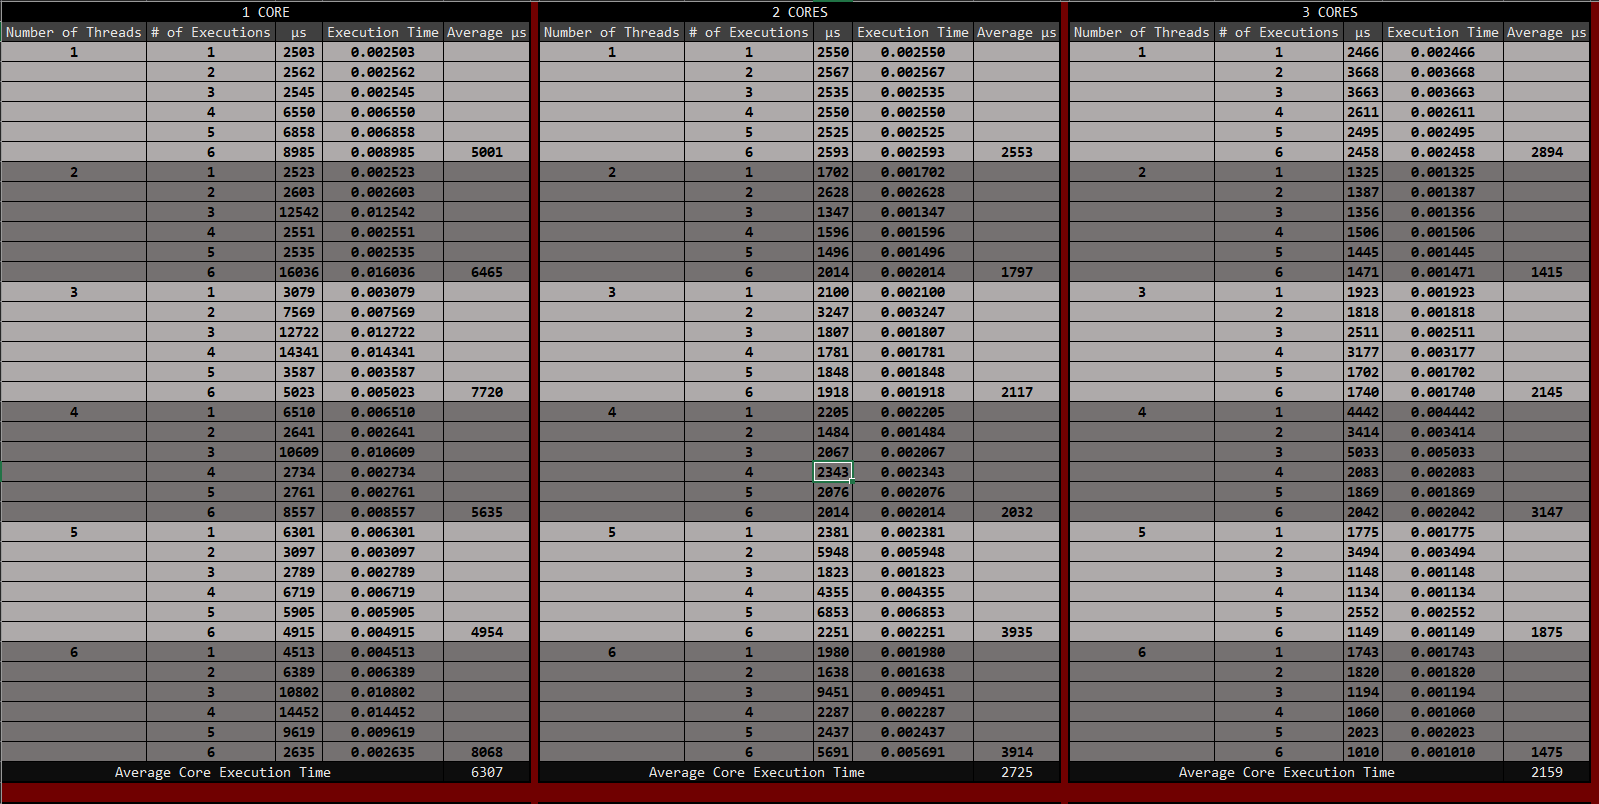 1 CORE 2 CORES 3 CORES
Number of Threads # of Executions µs Execution Time Average µs Number of Threads # of Executions µs Execution Time Average µs Number of Threads # of Executions µs Execution Time Average µs
1 1 2503 0.002503 1 1 2550 0.002550 1 1 2466 0.002466
2 2562 0.002562 2 2567 0.002567 2 3668 0.003668
3 2545 0.002545 3 2535 0.002535 3 3663 0.003663
4 6550 0.006550 4 2550 0.002550 4 2611 0.002611
5 6858 0.006858 5 2525 0.002525 5 2495 0.002495
6 8985 0.008985 5001 6 2593 0.002593 2553 6 2458 0.002458 2894
2 1 2523 0.002523 2 1 1702 0.001702 2 1 1325 0.001325
2 2603 0.002603 2 2628 0.002628 2 1387 0.001387
3 12542 0.012542 3 1347 0.001347 3 1356 0.001356
4 2551 0.002551 4 1596 0.001596 4 1506 0.001506
5 2535 0.002535 5 1496 0.001496 5 1445 0.001445
6 16036 0.016036 6465 6 2014 0.002014 1797 6 1471 0.001471 1415
3 1 3079 0.003079 3 1 2100 0.002100 3 1 1923 0.001923
2 7569 0.007569 2 3247 0.003247 2 1818 0.001818
3 12722 0.012722 3 1807 0.001807 3 2511 0.002511
4 14341 0.014341 4 1781 0.001781 4 3177 0.003177
5 3587 0.003587 5 1848 0.001848 5 1702 0.001702
6 5023 0.005023 7720 6 1918 0.001918 2117 6 1740 0.001740 2145
4 1 6510 0.006510 4 1 2205 0.002205 4 1 4442 0.004442
2 2641 0.002641 2 1484 0.001484 2 3414 0.003414
3 10609 0.010609 3 2067 0.002067 3 5033 0.005033
4 2734 0.002734 4 2343 0.002343 4 2083 0.002083
5 2761 0.002761 5 2076 0.002076 5 1869 0.001869
6 8557 0.008557 5635 6 2014 0.002014 2032 6 2042 0.002042 3147
5 1 6301 0.006301 5 1 2381 0.002381 5 1 1775 0.001775
2 3097 0.003097 2 5948 0.005948 2 3494 0.003494
3 2789 0.002789 3 1823 0.001823 3 1148 0.001148
4 6719 0.006719 4 4355 0.004355 4 1134 0.001134
5 5905 0.005905 5 6853 0.006853 5 2552 0.002552
6 4915 0.004915 4954 6 2251 0.002251 3935 6 1149 0.001149 1875
6 1 4513 0.004513 6 1 1980 0.001980 6 1 1743 0.001743
2 6389 0.006389 2 1638 0.001638 2 1820 0.001820
3 10802 0.010802 3 9451 0.009451 3 1194 0.001194
4 14452 0.014452 4 2287 0.002287 4 1060 0.001060
5 9619 0.009619 5 2437 0.002437 5 2023 0.002023
6 2635 0.002635 8068 6 5691 0.005691 3914 6 1010 0.001010 1475
Average Core Execution Time 6307 Average Core Execution Time 2725 Average Core Execution Time 2159